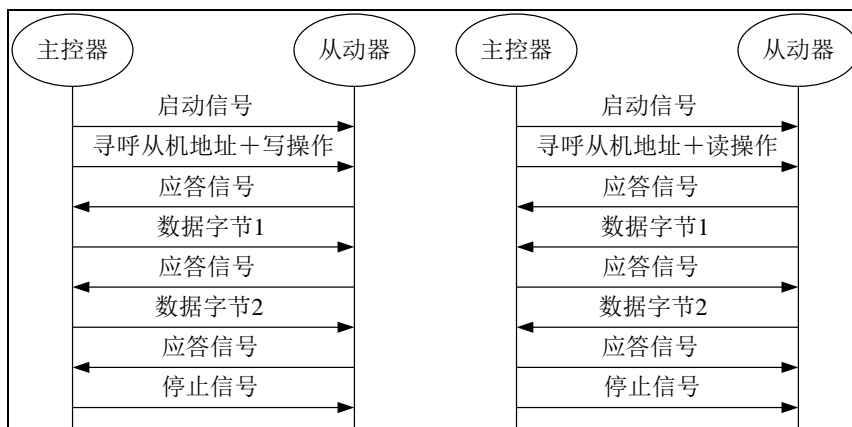 主控器
从动器
启动信号
寻呼从机地址＋写操作
应答信号
数据字节1
应答信号
数据字节2
应答信号
停止信号
主控器
从动器
启动信号
寻呼从机地址＋读操作
应答信号
数据字节1
应答信号
数据字节2
应答信号
停止信号